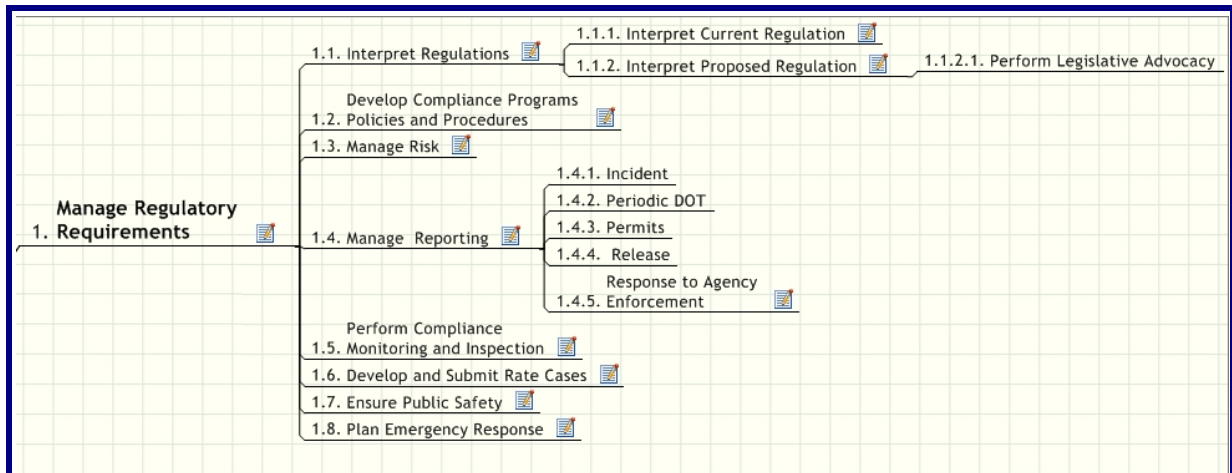 1. Manage Regulatory
Requirements
1.1. Interpret Regulations
1.1.1. Interpret Current Regulation
1.1.2. Interpret Proposed Regulation
1.1.2.1. Perform Legislative Advocacy
Develop Compliance Programs
1.2. Policies and Procedures
1.3. Manage Risk
1.4. Manage Reporting
1.4.1. Incident
1.4.2. Periodic DOT
1.4.3. Permits
1.4.4. Release
Response to Agency
1.4.5. Enforcement
Perform Compliance
1.5. Monitoring and Inspection
1.6. Develop and Submit Rate Cases
1.7. Ensure Public Safety
1.8. Plan Emergency Response